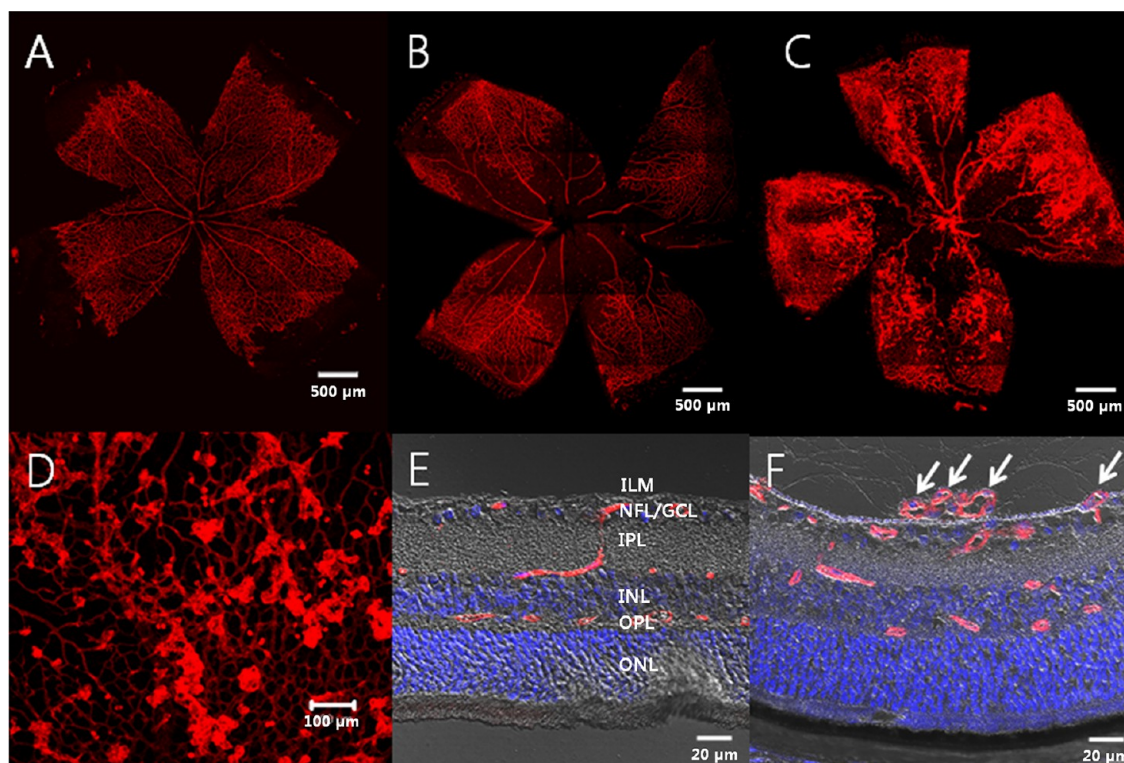 A
B
C
500 µm
500 µm
500 µm
D
E
F
ILM
NFL/GCL
IPL
INL
OPL
ONL
100 µm
20 µm
20 µm